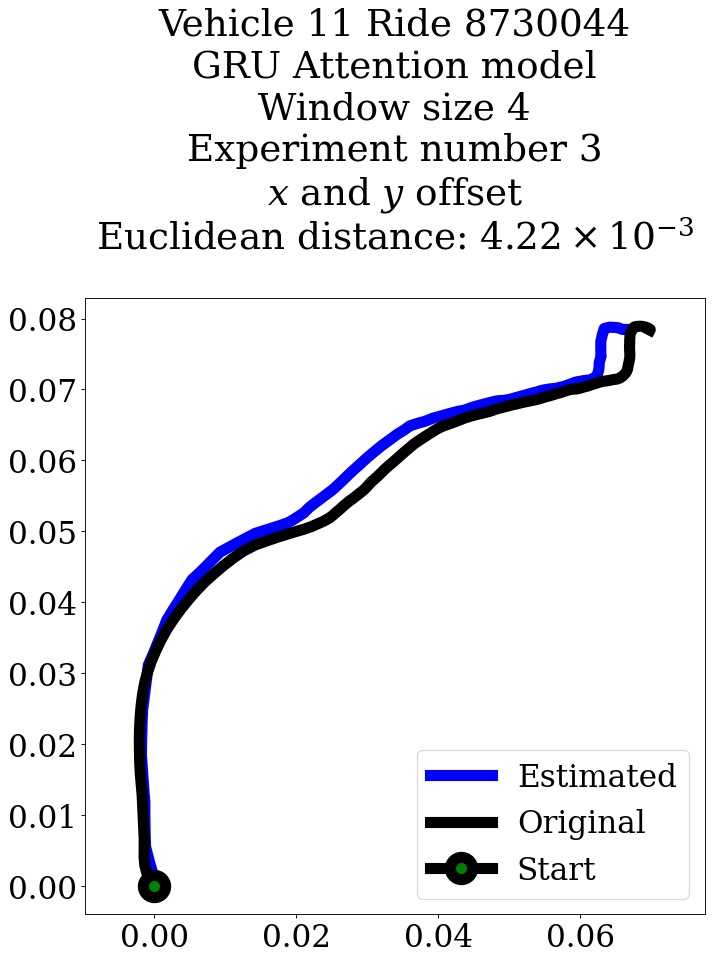 Vehicle 11 Ride 8730044
GRU Attention model
Window size 4
Experiment number 3
x and y offset
Euclidean distance: 4.22 × 10⁻³
0.08
0.07
0.06
0.05
0.04
0.03
0.02
0.01
0.00
Estimated
Original
Start
0.00 0.02 0.04 0.06